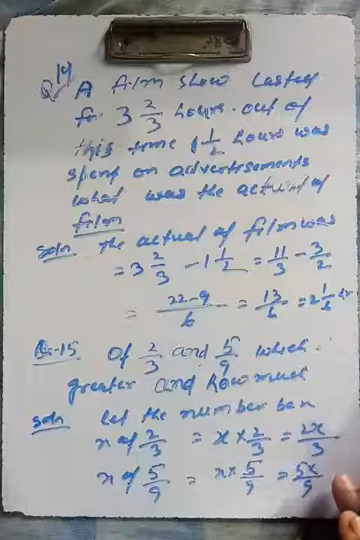 Q.14 A film show lasted
for 3 2/3 hours. out of
this time 1 1/2 hours was
spent on advertisements
what was the actual of
film
soln The actual of film was
= 3 2/3 - 1 1/2 = 11/3 - 3/2
= 22-9/6 = 13/6 = 2 1/6 hr
Q.15 Of 2/3 and 5/9 which
greater and how much
soln Let the number be x
x of 2/3 = x × 2/3 = 2x/3
x of 5/9 = x × 5/9 = 5x/9